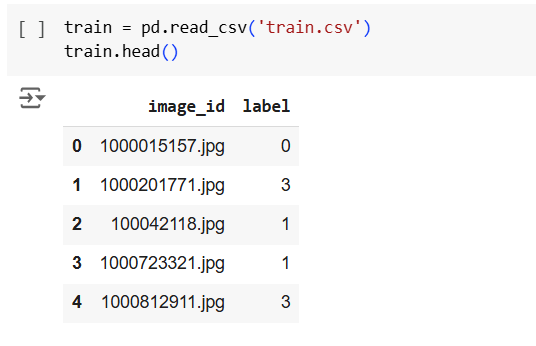 [ ] train = pd.read_csv('train.csv')
train.head()
image_id label
0 1000015157.jpg 0
1 1000201771.jpg 3
2 100042118.jpg 1
3 1000723321.jpg 1
4 1000812911.jpg 3